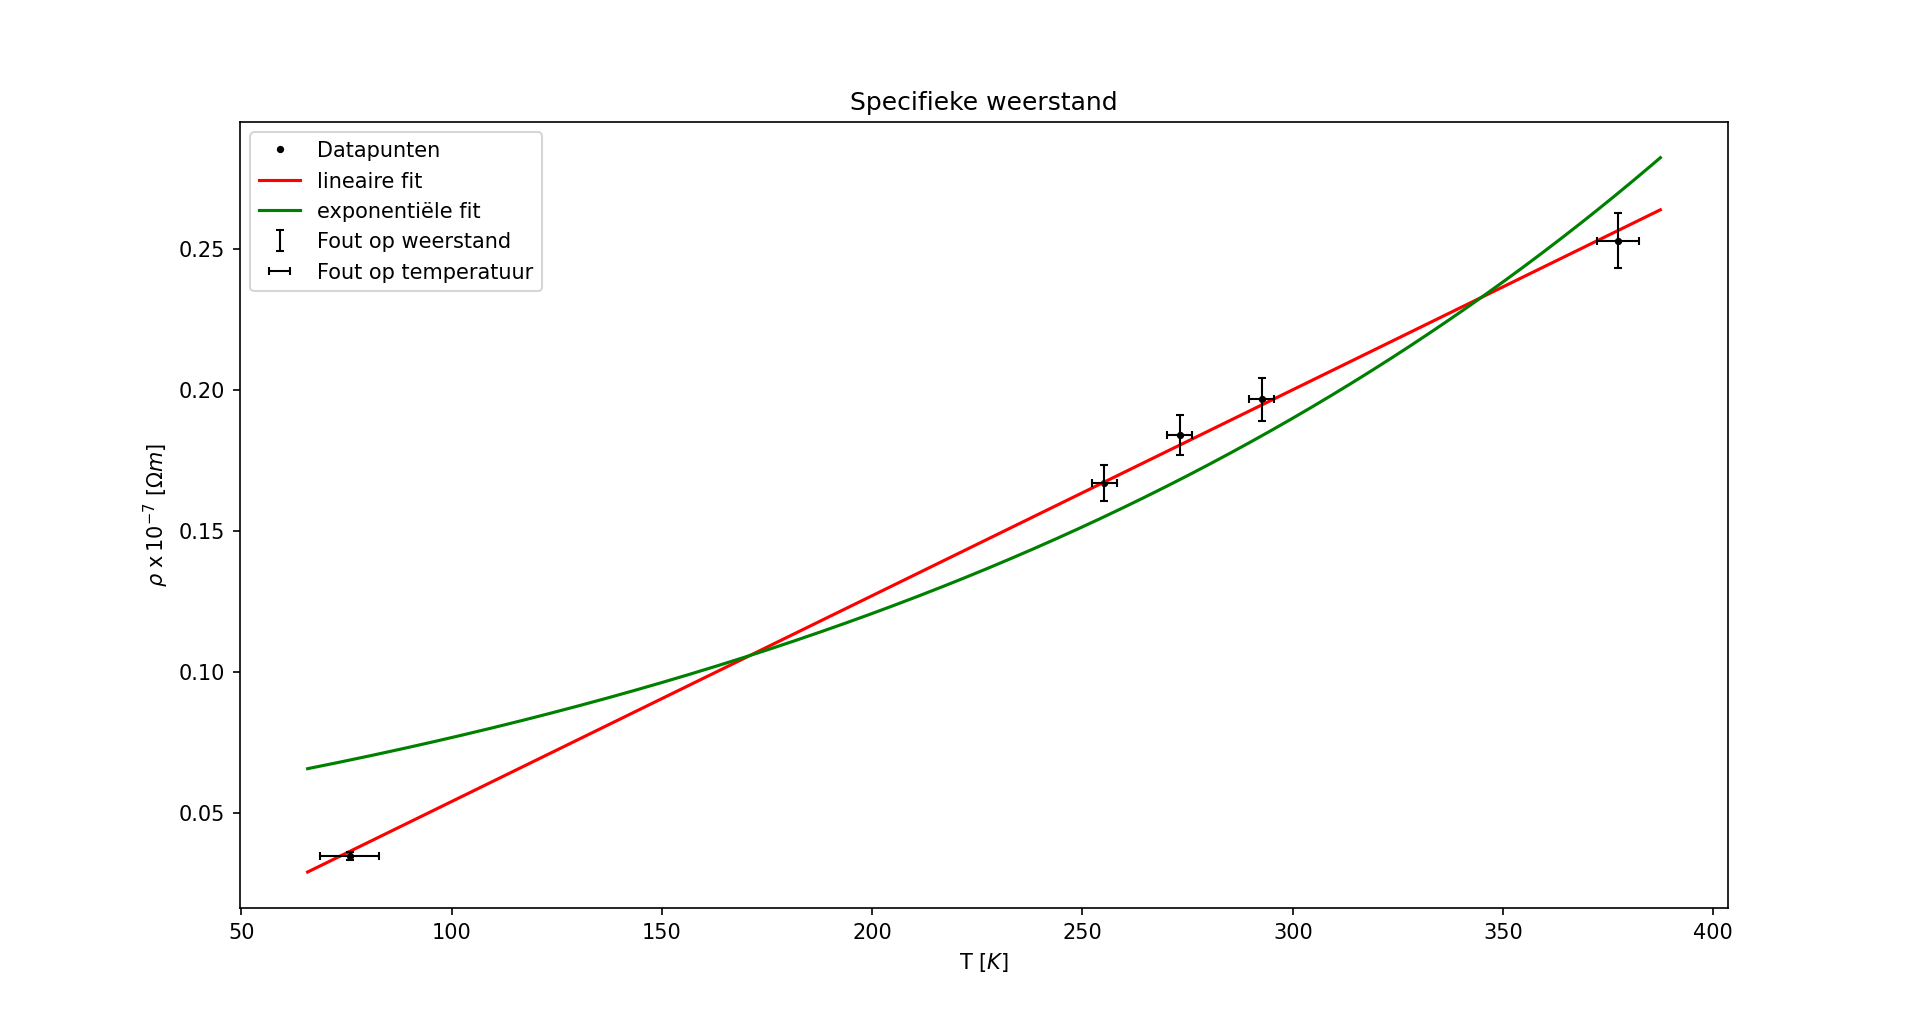 Specifieke weerstand
Datapunten
lineaire fit
exponentiële fit
Fout op weerstand
Fout op temperatuur
0.25
0.20
0.15
0.10
0.05
ρ x 10⁻⁷ [Ωm]
50 100 150 200 250 300 350 400
T [K]